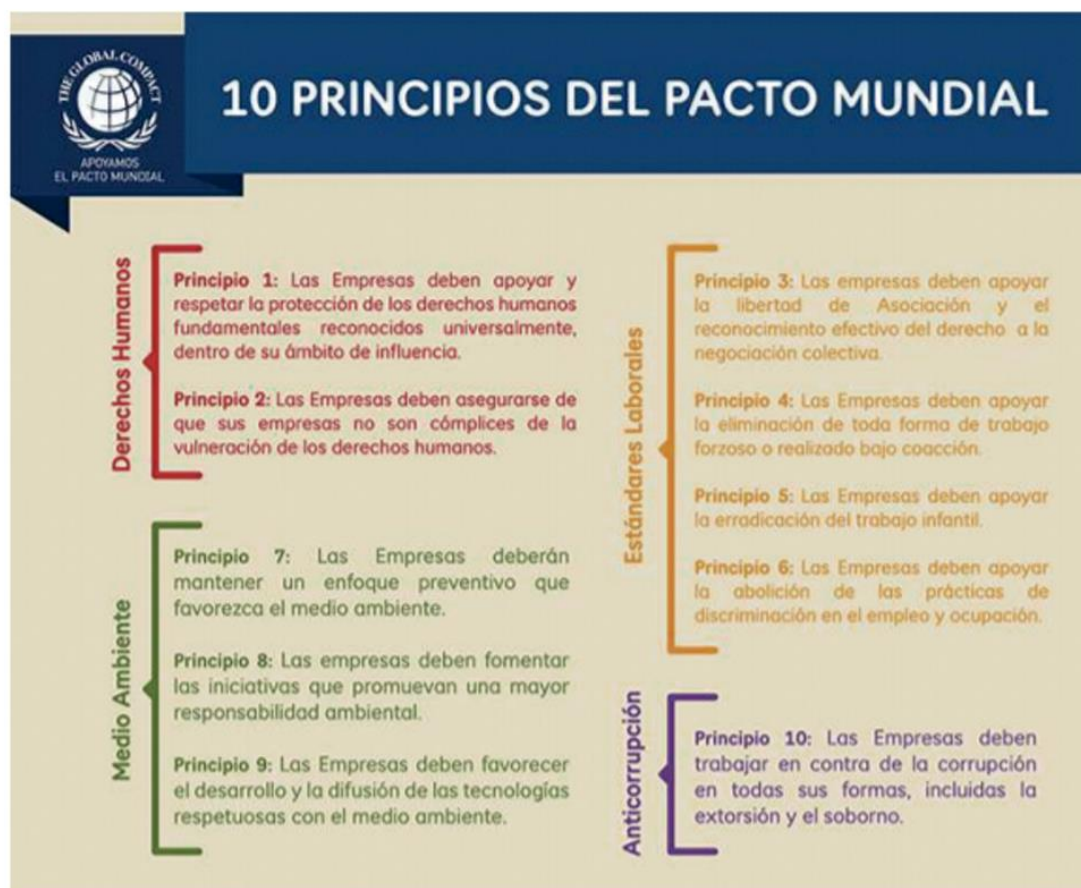 THE GLOBAL COMPACT
APOYAMOS
EL PACTO MUNDIAL
10 PRINCIPIOS DEL PACTO MUNDIAL
Derechos Humanos
Principio 1: Las Empresas deben apoyar y
respetar la protección de los derechos humanos
fundamentales reconocidos universalmente,
dentro de su ámbito de influencia.
Principio 2: Las Empresas deben asegurarse de
que sus empresas no son cómplices de la
vulneración de los derechos humanos.
Estándares Laborales
Principio 3: Las empresas deben apoyar
la libertad de Asociación y el
reconocimiento efectivo del derecho a la
negociación colectiva.
Principio 4: Las Empresas deben apoyar
la eliminación de toda forma de trabajo
forzoso o realizado bajo coacción.
Principio 5: Las Empresas deben apoyar
la erradicación del trabajo infantil.
Principio 6: Las Empresas deben apoyar
la abolición de las prácticas de
discriminación en el empleo y ocupación.
Medio Ambiente
Principio 7: Las Empresas deberán
mantener un enfoque preventivo que
favorezca el medio ambiente.
Principio 8: Las empresas deben fomentar
las iniciativas que promuevan una mayor
responsabilidad ambiental.
Principio 9: Las Empresas deben favorecer
el desarrollo y la difusión de las tecnologías
respetuosas con el medio ambiente.
Anticorrupción
Principio 10: Las Empresas deben
trabajar en contra de la corrupción
en todas sus formas, incluidas la
extorsión y el soborno.